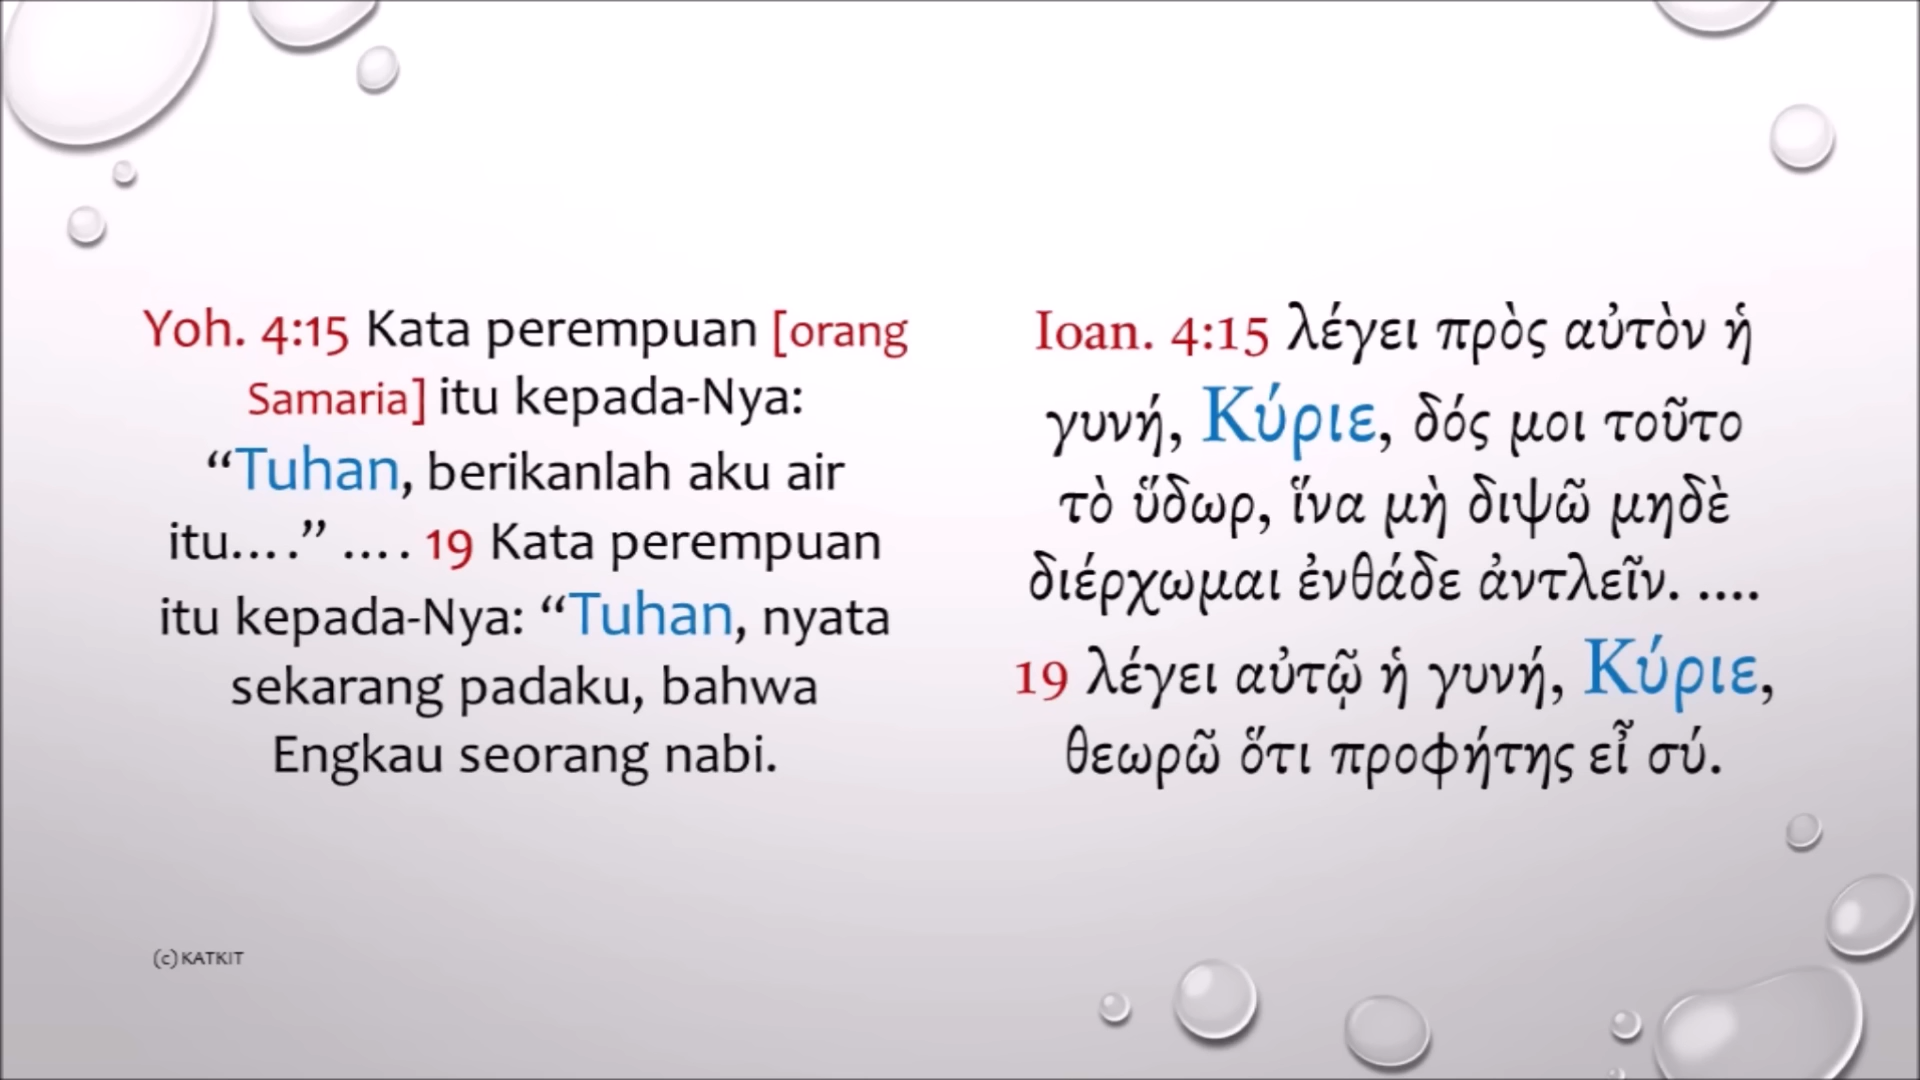 Yoh. 4:15 Kata perempuan [orang
Samaria] itu kepada-Nya:
“Tuhan, berikanlah aku air
itu....” .... 19 Kata perempuan
itu kepada-Nya: “Tuhan, nyata
sekarang padaku, bahwa
Engkau seorang nabi.
Ioan. 4:15 λέγει πρὸς αὐτὸν ἡ
γυνή, Κύριε, δός μοι τοῦτο
τὸ ὕδωρ, ἵνα μὴ διψῶ μηδὲ
διέρχωμαι ἐνθάδε ἀντλεῖν. ....
19 λέγει αὐτῷ ἡ γυνή, Κύριε,
θεωρῶ ὅτι προφήτης εἶ σύ.
(c) KATKIT